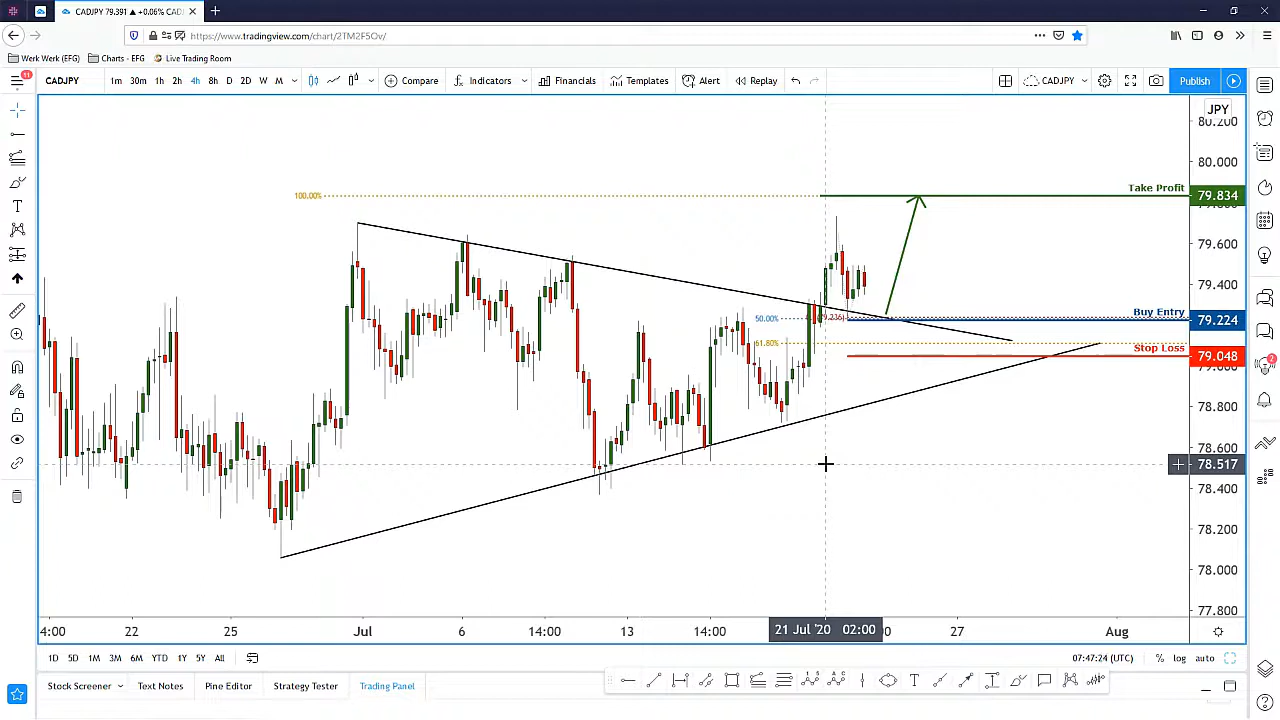 CADJPY 79.391 ▲ +0.06% CADJ
https://www.tradingview.com/chart/2TM2F5Ov/
Werk Werk (EFG) Charts - EFG Live Trading Room
11
CADJPY 1m 30m 1h 2h 4h 8h D 2D W M Compare Indicators Financials Templates Alert Replay CADJPY Publish
JPY
80.200
80.000
Take Profit
100.00% 79.834
79.600
79.400
Buy Entry
50.00% 79.224
61.80%
Stop Loss
79.048
79.000
2
78.800
78.600
78.517
78.400
78.200
78.000
77.800
4:00 22 25 Jul 6 14:00 13 14:00 21 Jul '20 02:00 27 Aug
1D 5D 1M 3M 6M YTD 1Y 5Y All 07:47:24 (UTC) % log auto
Stock Screener Text Notes Pine Editor Strategy Tester Trading Panel